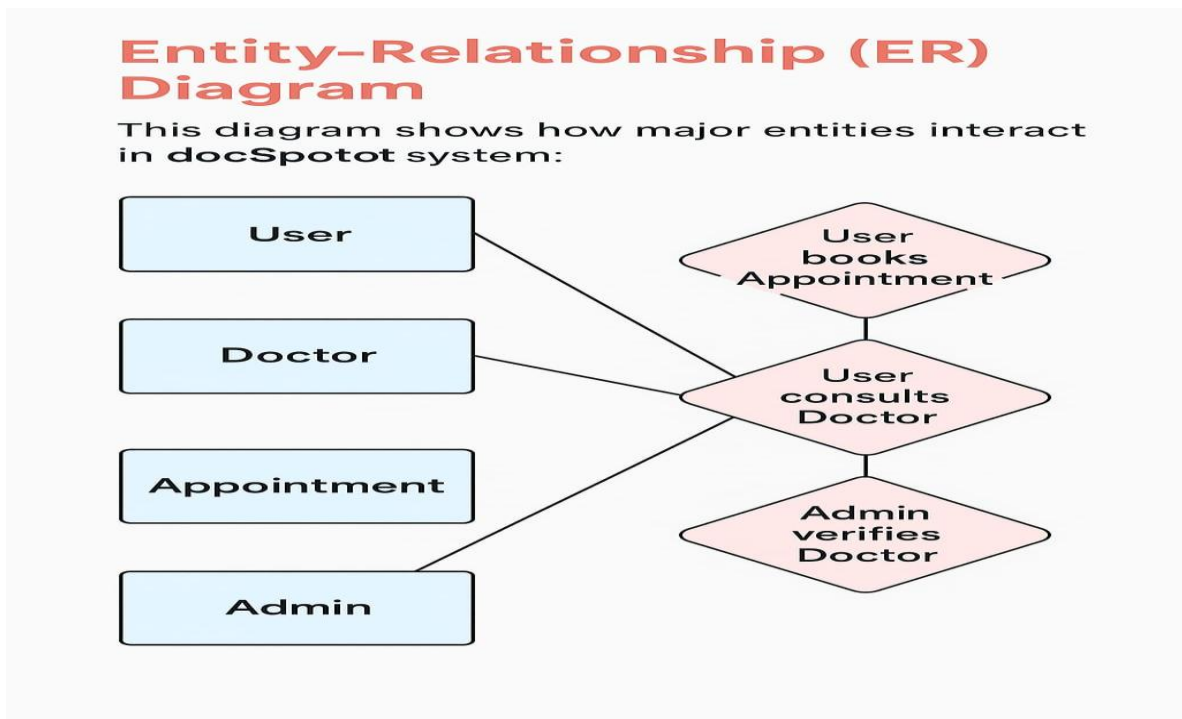 Entity–Relationship (ER)
Diagram
This diagram shows how major entities interact
in docSpotot system:
User
Doctor
Appointment
Admin
User
books
Appointment
User
consults
Doctor
Admin
verifies
Doctor